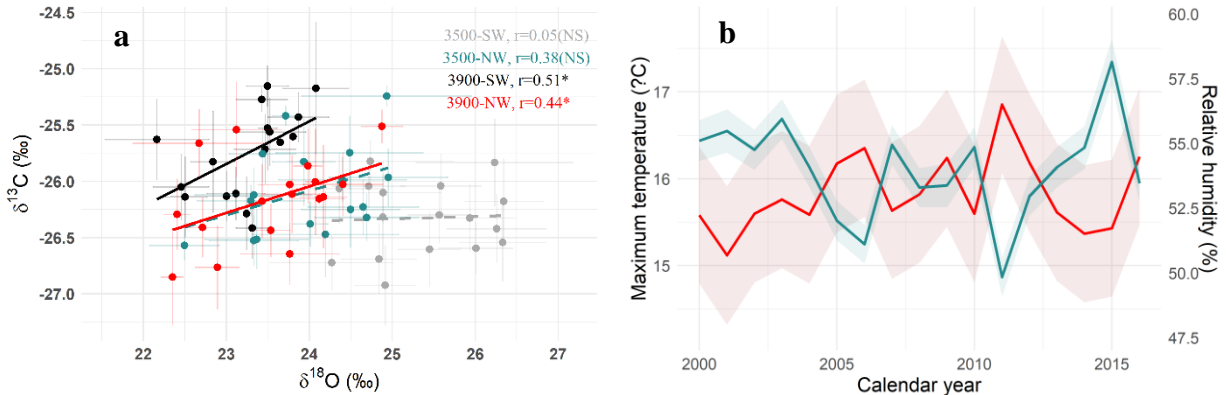 a
3500-SW, r=0.05(NS)
3500-NW, r=0.38(NS)
3900-SW, r=0.51*
3900-NW, r=0.44*
-24.5
-25.0
-25.5
-26.0
-26.5
-27.0
δ13C (‰)
22 23 24 25 26 27
δ18O (‰)
b
17
16
15
Maximum temperature (?C)
60.0
57.5
55.0
52.5
50.0
47.5
Relative humidity (%)
2000 2005 2010 2015
Calendar year